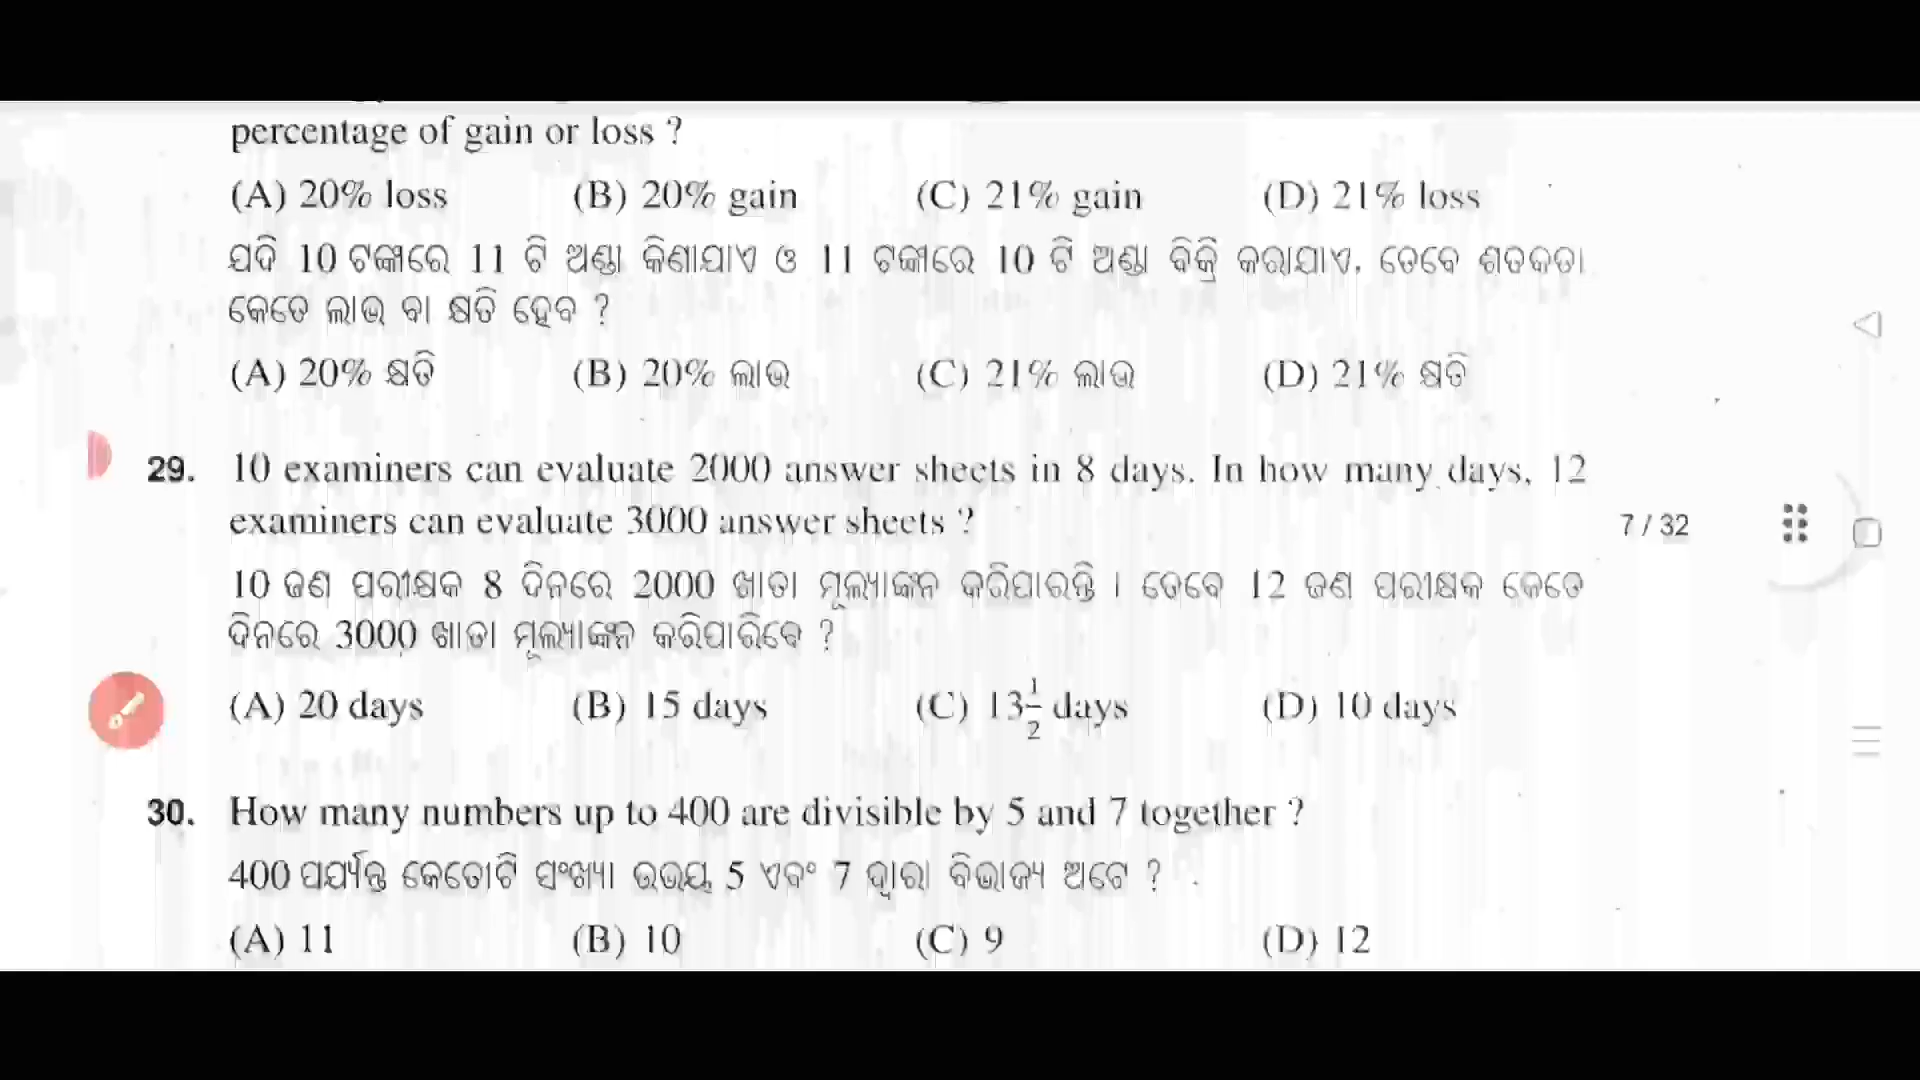 percentage of gain or loss ?
(A) 20% loss (B) 20% gain (C) 21% gain (D) 21% loss
ଯଦି 10 ଟଙ୍କାରେ 11 ଟି ଅଣ୍ଡା କିଣାଯାଏ ଓ 11 ଟଙ୍କାରେ 10 ଟି ଅଣ୍ଡା ବିକ୍ରି କରାଯାଏ, ତେବେ ଶତକଡା
କେତେ ଲାଭ ବା କ୍ଷତି ହେବ ?
(A) 20% କ୍ଷତି (B) 20% ଲାଭ (C) 21% ଲାଭ (D) 21% କ୍ଷତି
29. 10 examiners can evaluate 2000 answer sheets in 8 days. In how many days, 12
examiners can evaluate 3000 answer sheets ?
7 / 32
10 ଜଣ ପରୀକ୍ଷକ 8 ଦିନରେ 2000 ଖାତା ମୂଲ୍ୟାଙ୍କନ କରିପାରନ୍ତି । ତେବେ 12 ଜଣ ପରୀକ୍ଷକ କେତେ
ଦିନରେ 3000 ଖାତା ମୂଲ୍ୟାଙ୍କନ କରିପାରିବେ ?
(A) 20 days (B) 15 days (C) 13 1/2 days (D) 10 days
30. How many numbers up to 400 are divisible by 5 and 7 together ?
400 ପର୍ଯ୍ୟନ୍ତ କେତୋଟି ସଂଖ୍ୟା ଉଭୟ 5 ଏବଂ 7 ଦ୍ୱାରା ବିଭାଜ୍ୟ ଅଟେ ?
(A) 11 (B) 10 (C) 9 (D) 12